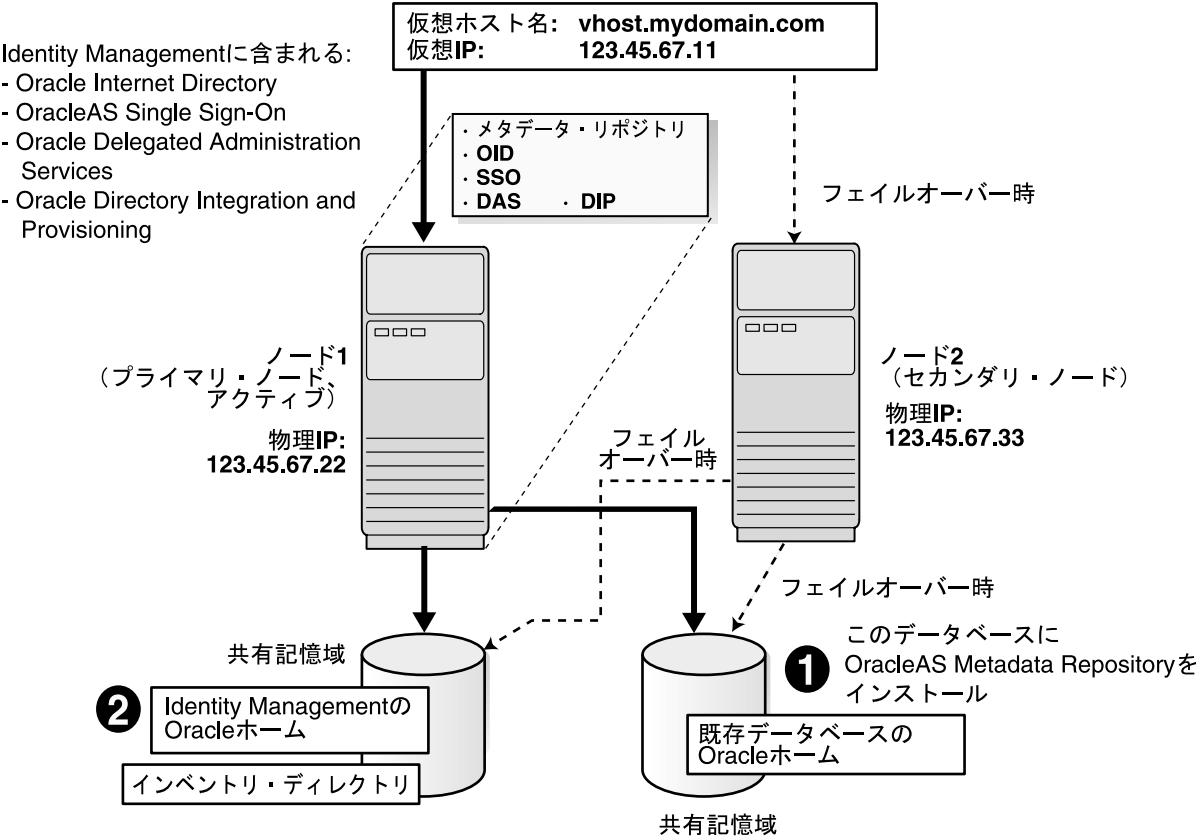 仮想ホスト名: vhost.mydomain.com
仮想IP: 123.45.67.11
Identity Managementに含まれる:
- Oracle Internet Directory
- OracleAS Single Sign-On
- Oracle Delegated Administration
Services
- Oracle Directory Integration and
Provisioning
・メタデータ・リポジトリ
・OID
・SSO
・DAS ・DIP
フェイルオーバー時
ノード1
（プライマリ・ノード、
アクティブ）
物理IP:
123.45.67.22
ノード2
（セカンダリ・ノード）
物理IP:
123.45.67.33
フェイル
オーバー時
フェイルオーバー時
共有記憶域
2
Identity Managementの
Oracleホーム
インベントリ・ディレクトリ
1
このデータベースに
OracleAS Metadata Repositoryを
インストール
既存データベースの
Oracleホーム
共有記憶域